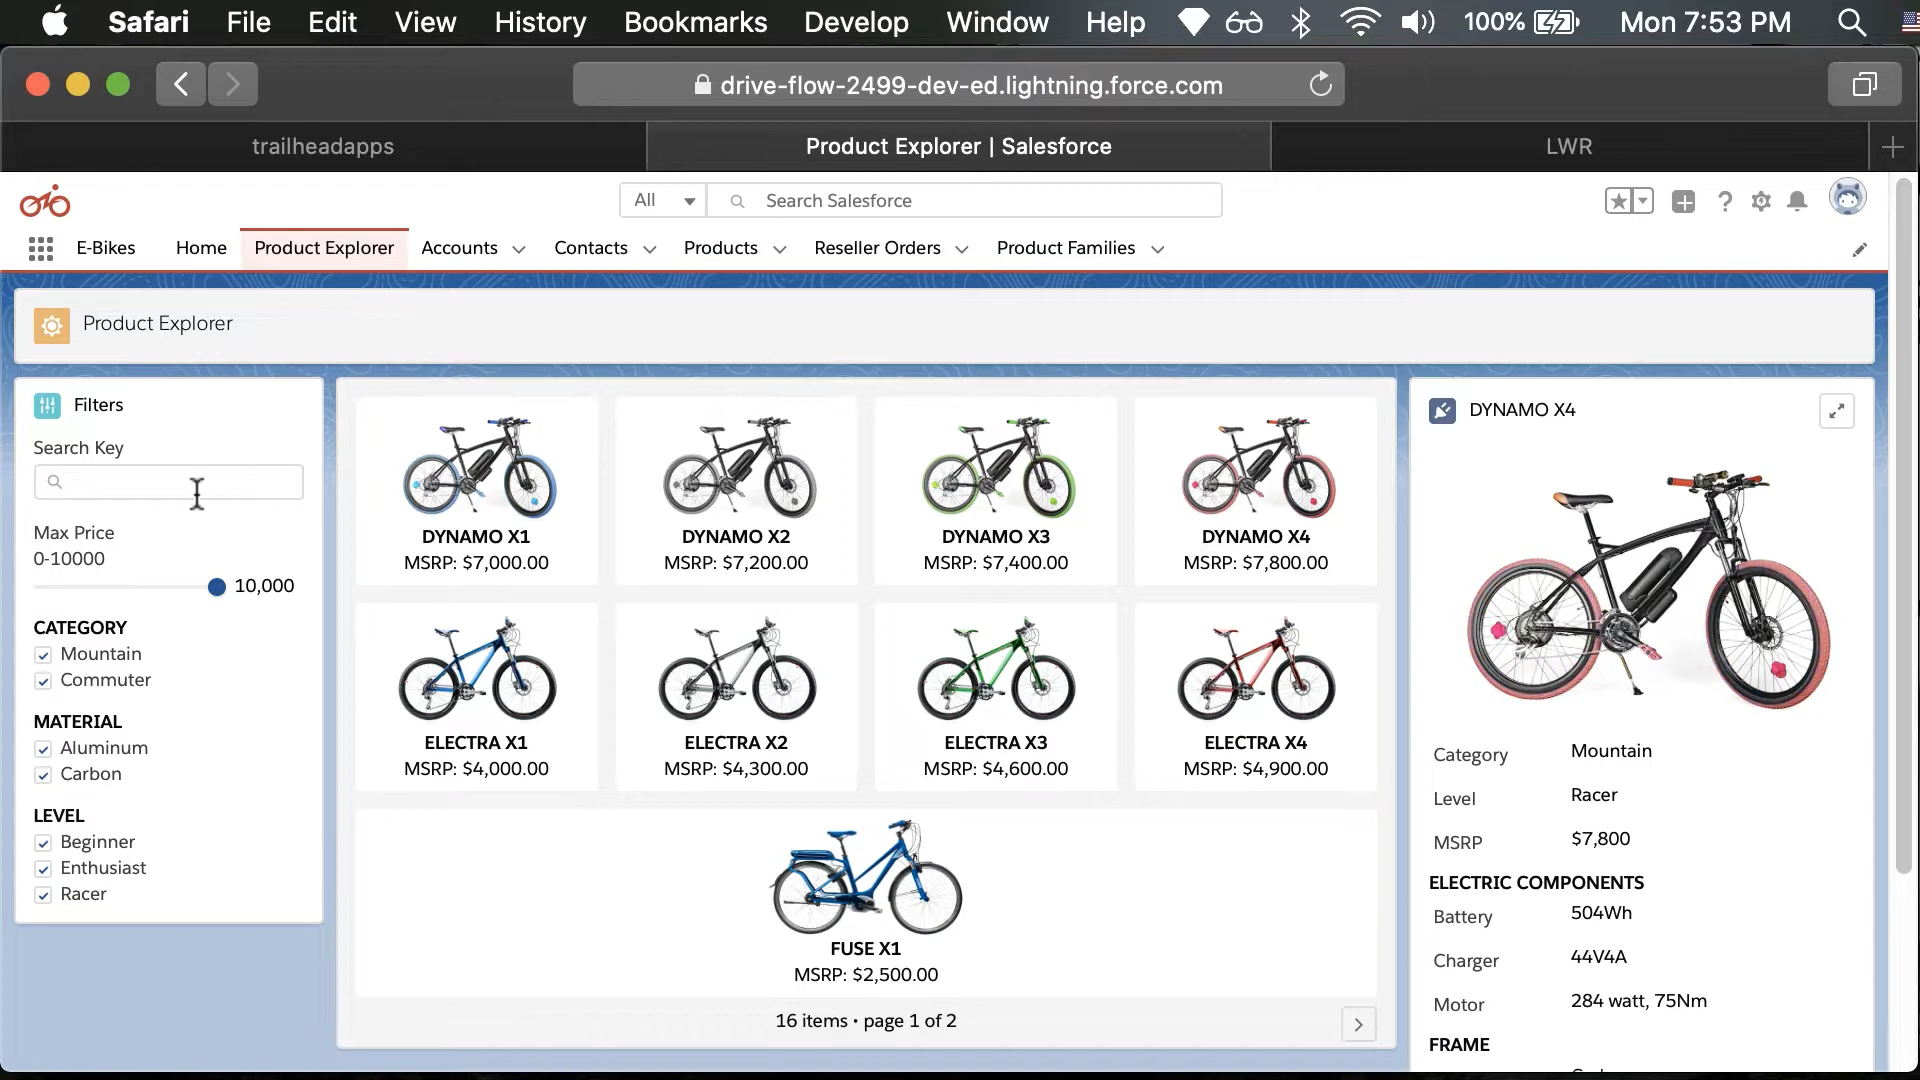 Safari File Edit View History Bookmarks Develop Window Help 100% Mon 7:53 PM
drive-flow-2499-dev-ed.lightning.force.com
trailheadapps Product Explorer | Salesforce LWR
All Search Salesforce
E-Bikes Home Product Explorer Accounts Contacts Products Reseller Orders Product Families
Product Explorer
Filters
Search Key
Max Price
0-10000
10,000
CATEGORY
Mountain
Commuter
MATERIAL
Aluminum
Carbon
LEVEL
Beginner
Enthusiast
Racer
DYNAMO X1
MSRP: $7,000.00
DYNAMO X2
MSRP: $7,200.00
DYNAMO X3
MSRP: $7,400.00
DYNAMO X4
MSRP: $7,800.00
ELECTRA X1
MSRP: $4,000.00
ELECTRA X2
MSRP: $4,300.00
ELECTRA X3
MSRP: $4,600.00
ELECTRA X4
MSRP: $4,900.00
FUSE X1
MSRP: $2,500.00
16 items • page 1 of 2
DYNAMO X4
Category Mountain
Level Racer
MSRP $7,800
ELECTRIC COMPONENTS
Battery 504Wh
Charger 44V4A
Motor 284 watt, 75Nm
FRAME